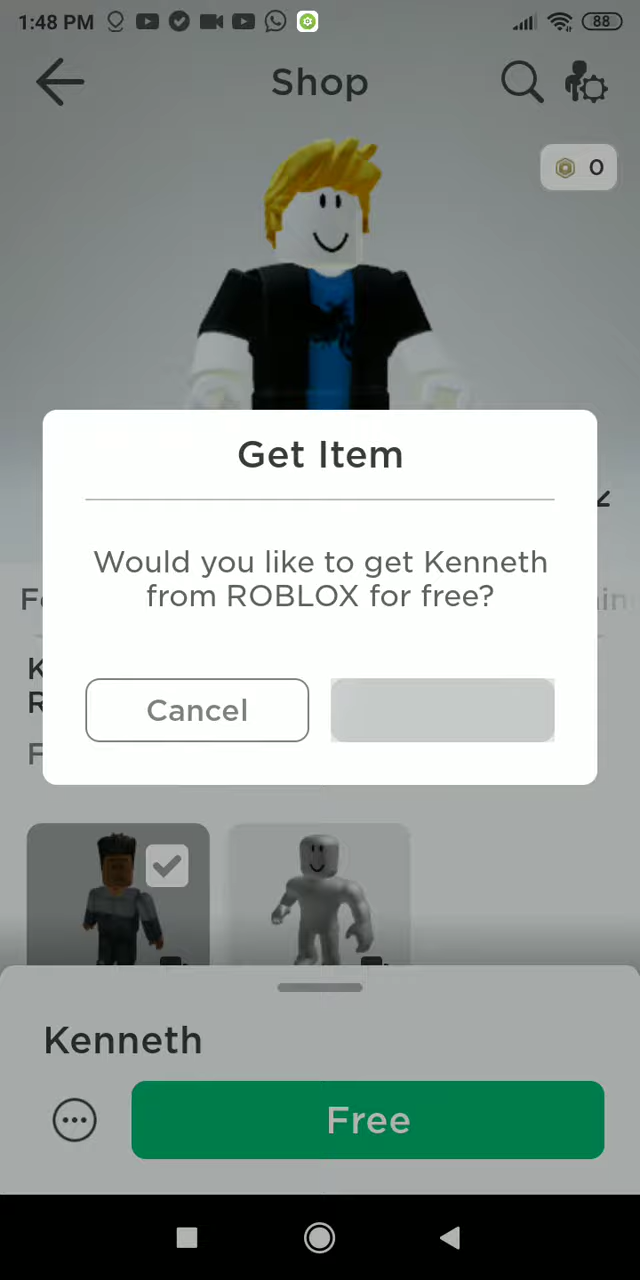 1:48 PM
88
Shop
0
Get Item
Would you like to get Kenneth
from ROBLOX for free?
Cancel
Kenneth
Free